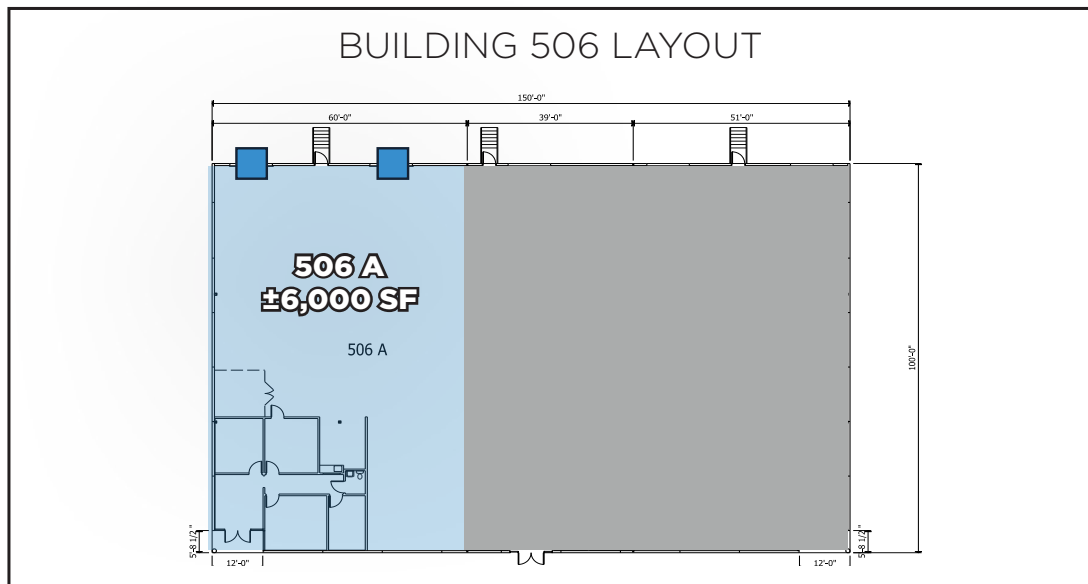 BUILDING 506 LAYOUT
150'-0"
60'-0"
39'-0"
51'-0"
506 A
±6,000 SF
506 A
100'-0"
5'-8 1/2"
5'-8 1/2"
12'-0"
12'-0"